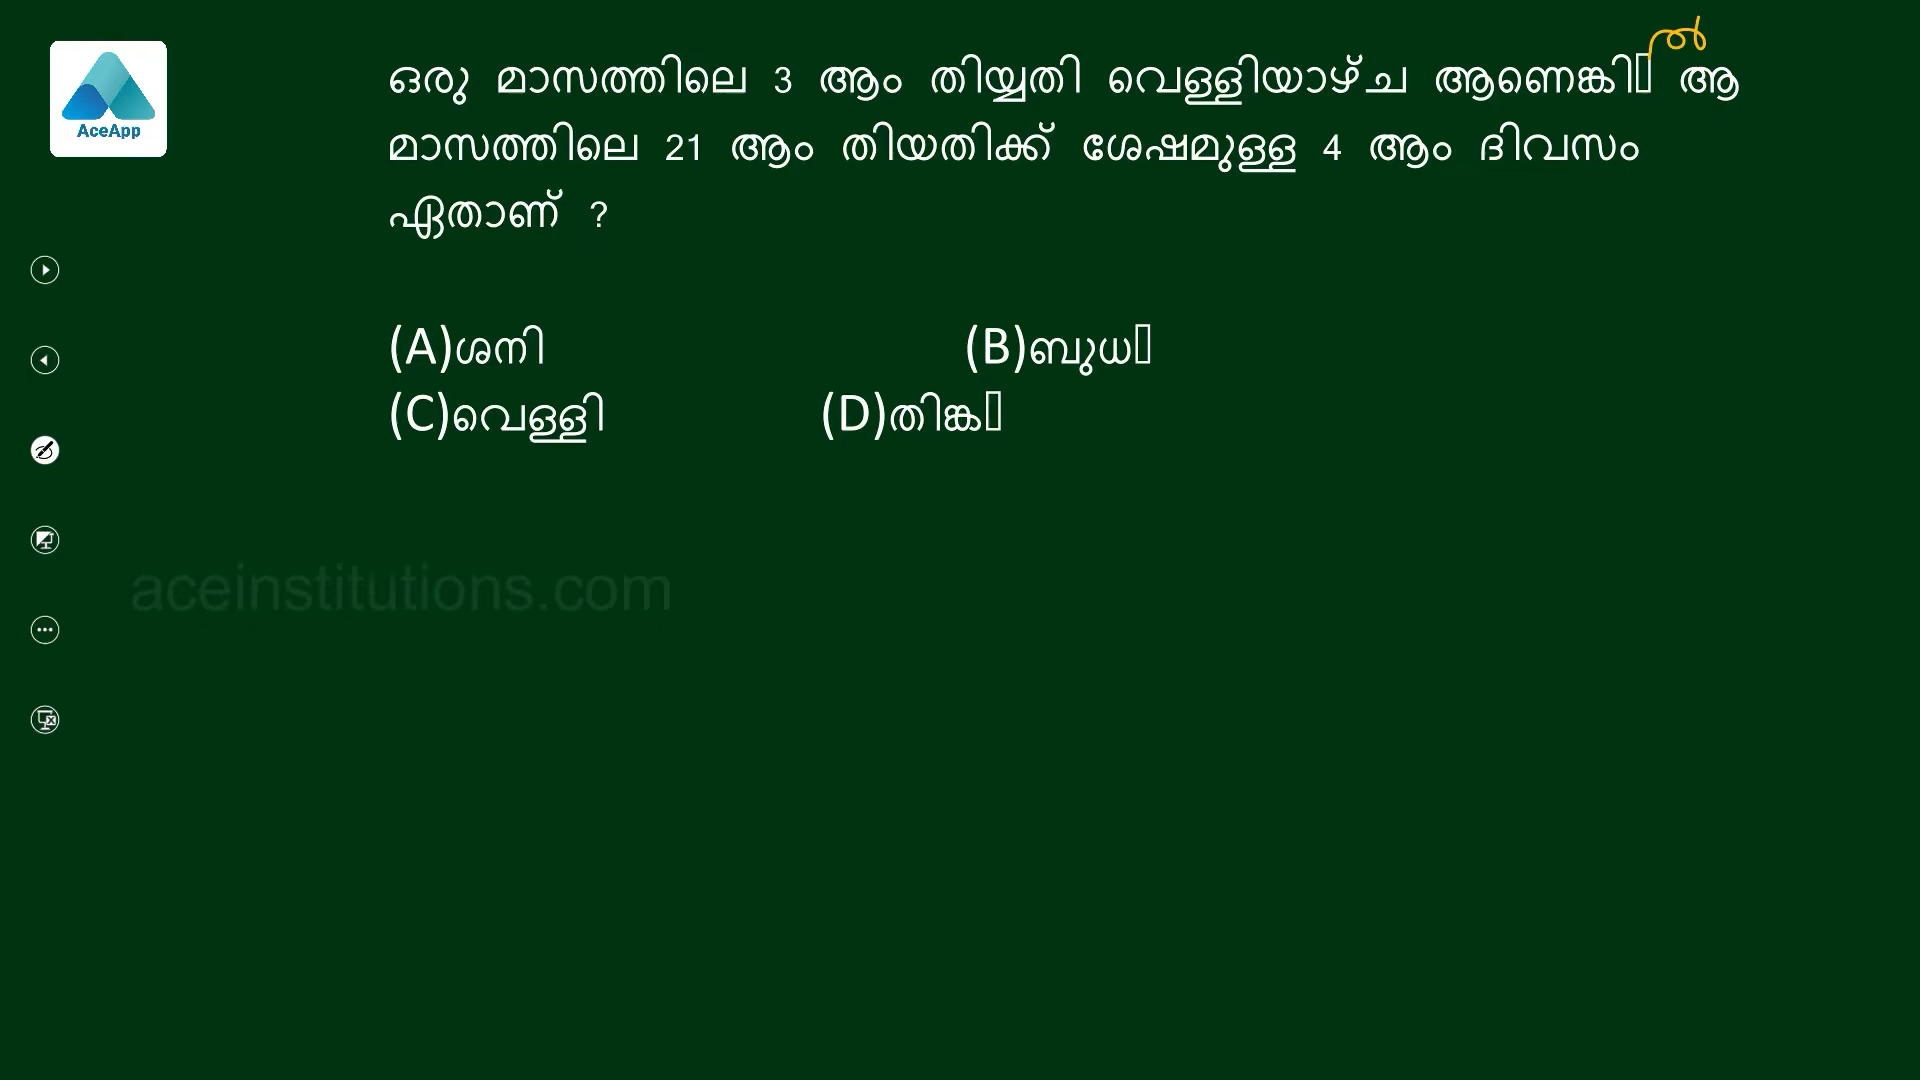 ൽ
ഒരു മാസത്തിലെ 3 ആം തിയ്യതി വെള്ളിയാഴ്ച ആണെങ്കി ആ
മാസത്തിലെ 21 ആം തിയതിക്ക് ശേഷമുള്ള 4 ആം ദിവസം
ഏതാണ് ?
AceApp
(A)ശനി (B)ബുധ
(C)വെള്ളി (D)തിങ്ക
aceinstitutions.com